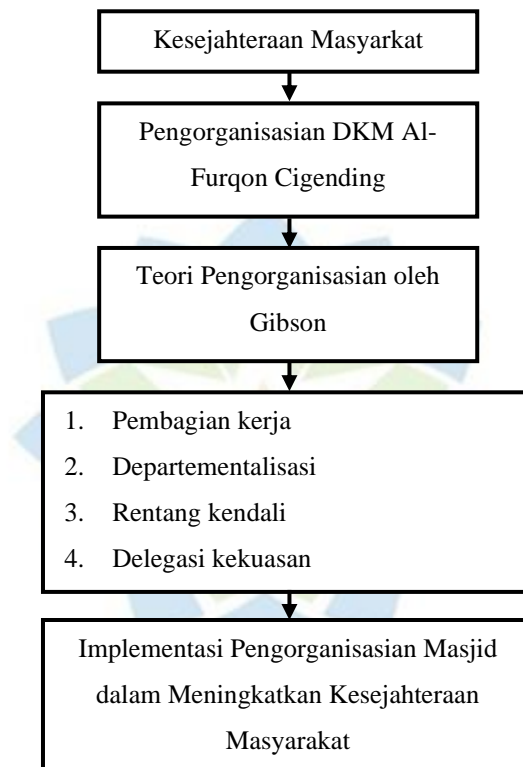 Kesejahteraan Masyarkat
Pengorganisasian DKM Al-
Furqon Cigending
Teori Pengorganisasian oleh
Gibson
1. Pembagian kerja
2. Departementalisasi
3. Rentang kendali
4. Delegasi kekuasan
Implementasi Pengorganisasian Masjid
dalam Meningkatkan Kesejahteraan
Masyarakat